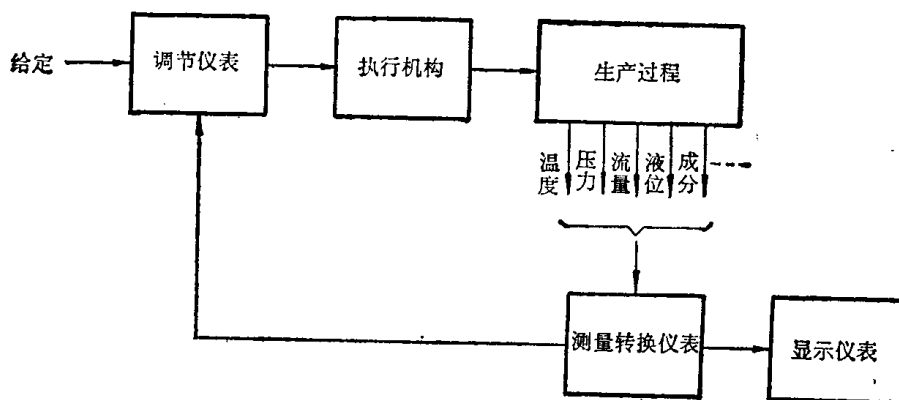 给定
调节仪表
执行机构
生产过程
温度
压力
流量
液位
成分
测量转换仪表
显示仪表